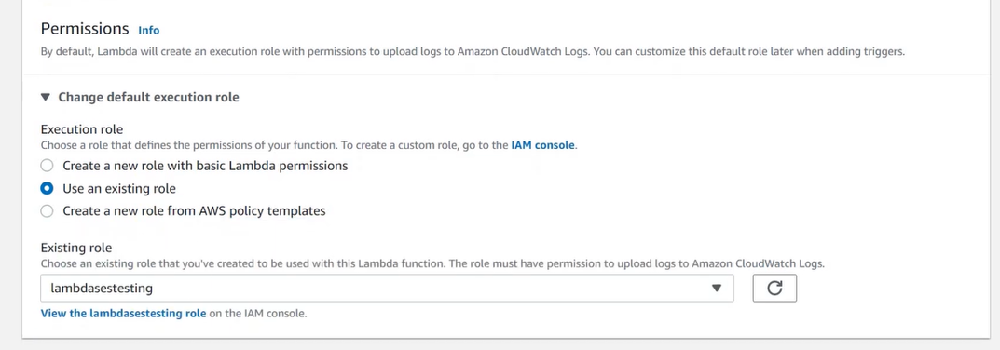 Permissions Info
By default, Lambda will create an execution role with permissions to upload logs to Amazon CloudWatch Logs. You can customize this default role later when adding triggers.
Change default execution role
Execution role
Choose a role that defines the permissions of your function. To create a custom role, go to the IAM console.
Create a new role with basic Lambda permissions
Use an existing role
Create a new role from AWS policy templates
Existing role
Choose an existing role that you've created to be used with this Lambda function. The role must have permission to upload logs to Amazon CloudWatch Logs.
lambdasestesting
View the lambdasestesting role on the IAM console.